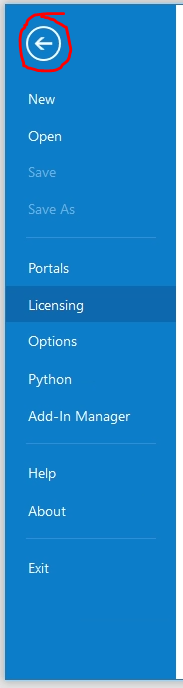 New
Open
Save
Save As
Portals
Licensing
Options
Python
Add-In Manager
Help
About
Exit